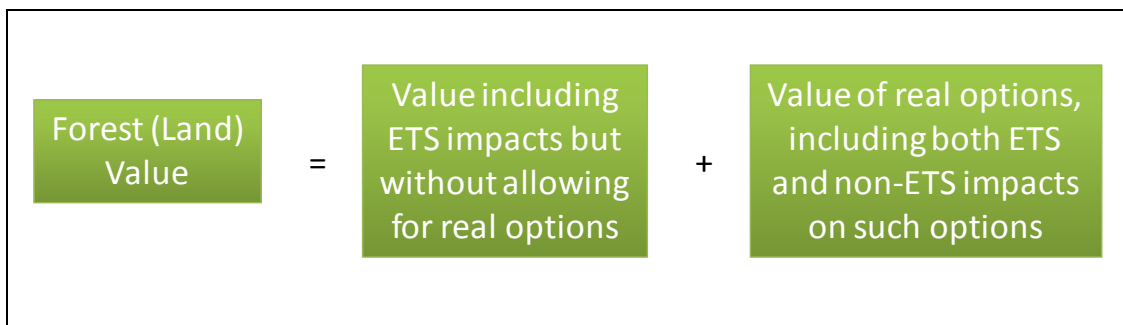 Forest (Land)
Value
=
Value including
ETS impacts but
without allowing
for real options
+
Value of real options,
including both ETS
and non-ETS impacts
on such options